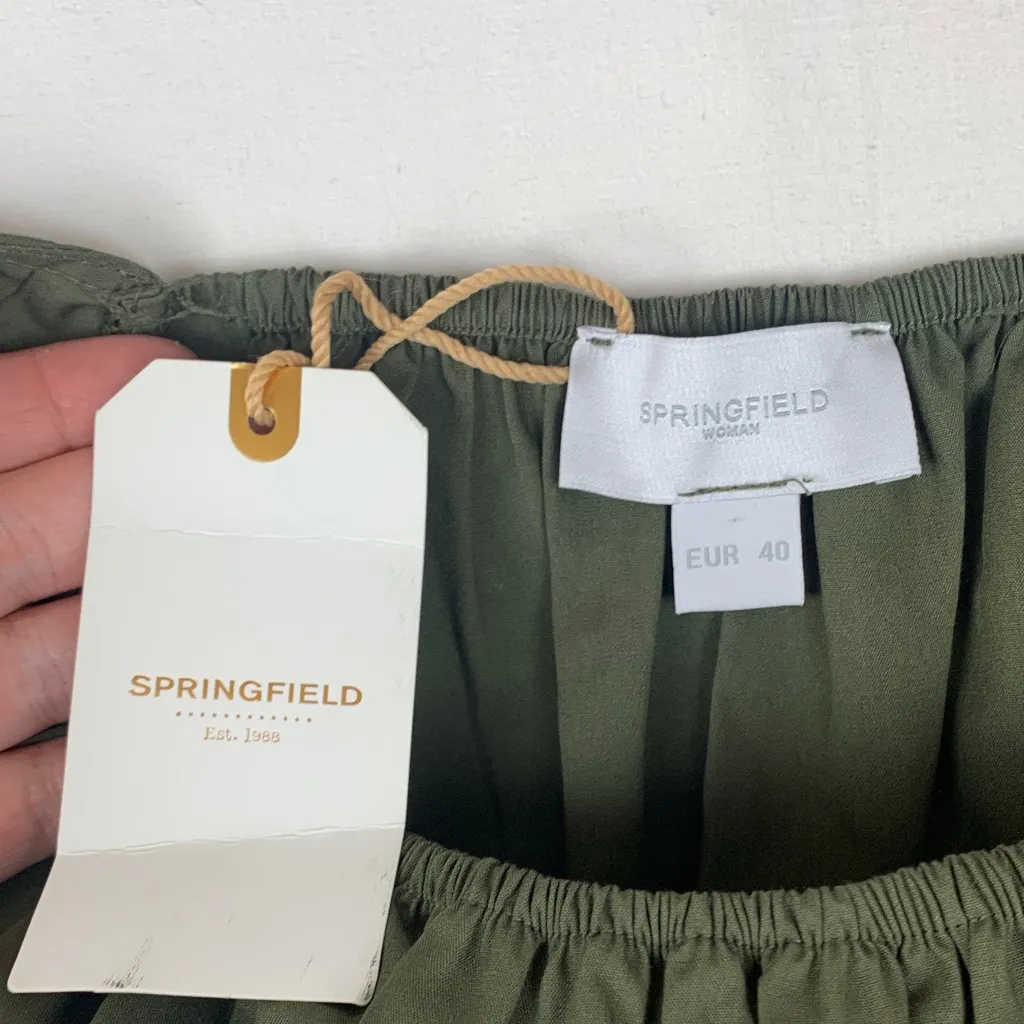 SPRINGFIELD
Est. 1988
SPRINGFIELD
WOMAN
EUR 40